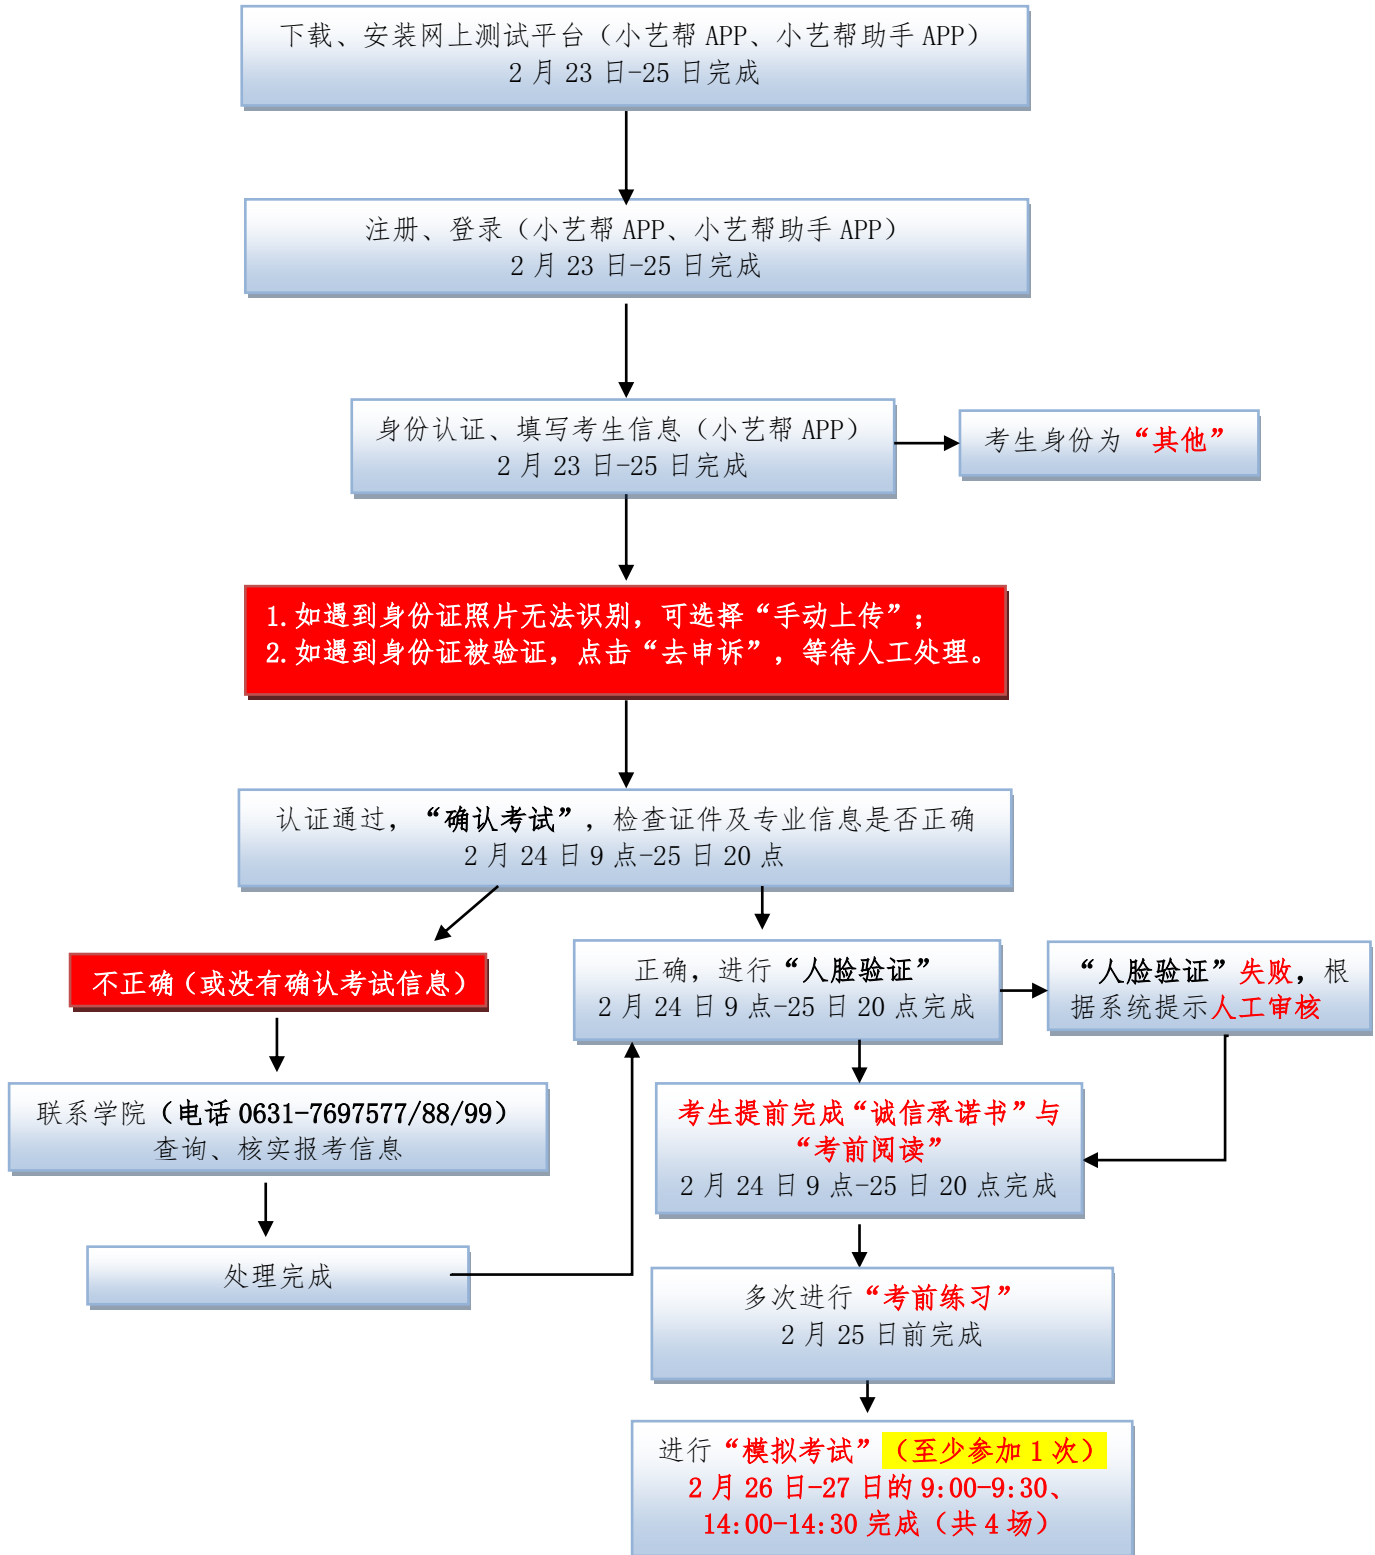 下载、安装网上测试平台（小艺帮 APP、小艺帮助手 APP）
2 月 23 日-25 日完成
注册、登录（小艺帮 APP、小艺帮助手 APP）
2 月 23 日-25 日完成
身份认证、填写考生信息（小艺帮 APP）
2 月 23 日-25 日完成
考生身份为“其他”
1.如遇到身份证照片无法识别，可选择“手动上传”；
2.如遇到身份证被验证，点击“去申诉”，等待人工处理。
认证通过，“确认考试”，检查证件及专业信息是否正确
2 月 24 日 9 点-25 日 20 点
不正确（或没有确认考试信息）
正确，进行“人脸验证”
2 月 24 日 9 点-25 日 20 点完成
“人脸验证”失败，根
据系统提示人工审核
联系学院（电话 0631-7697577/88/99）
查询、核实报考信息
考生提前完成“诚信承诺书”与
“考前阅读”
2 月 24 日 9 点-25 日 20 点完成
处理完成
多次进行“考前练习”
2 月 25 日前完成
进行“模拟考试”（至少参加 1 次）
2 月 26 日-27 日的 9:00-9:30、
14:00-14:30 完成（共 4 场）